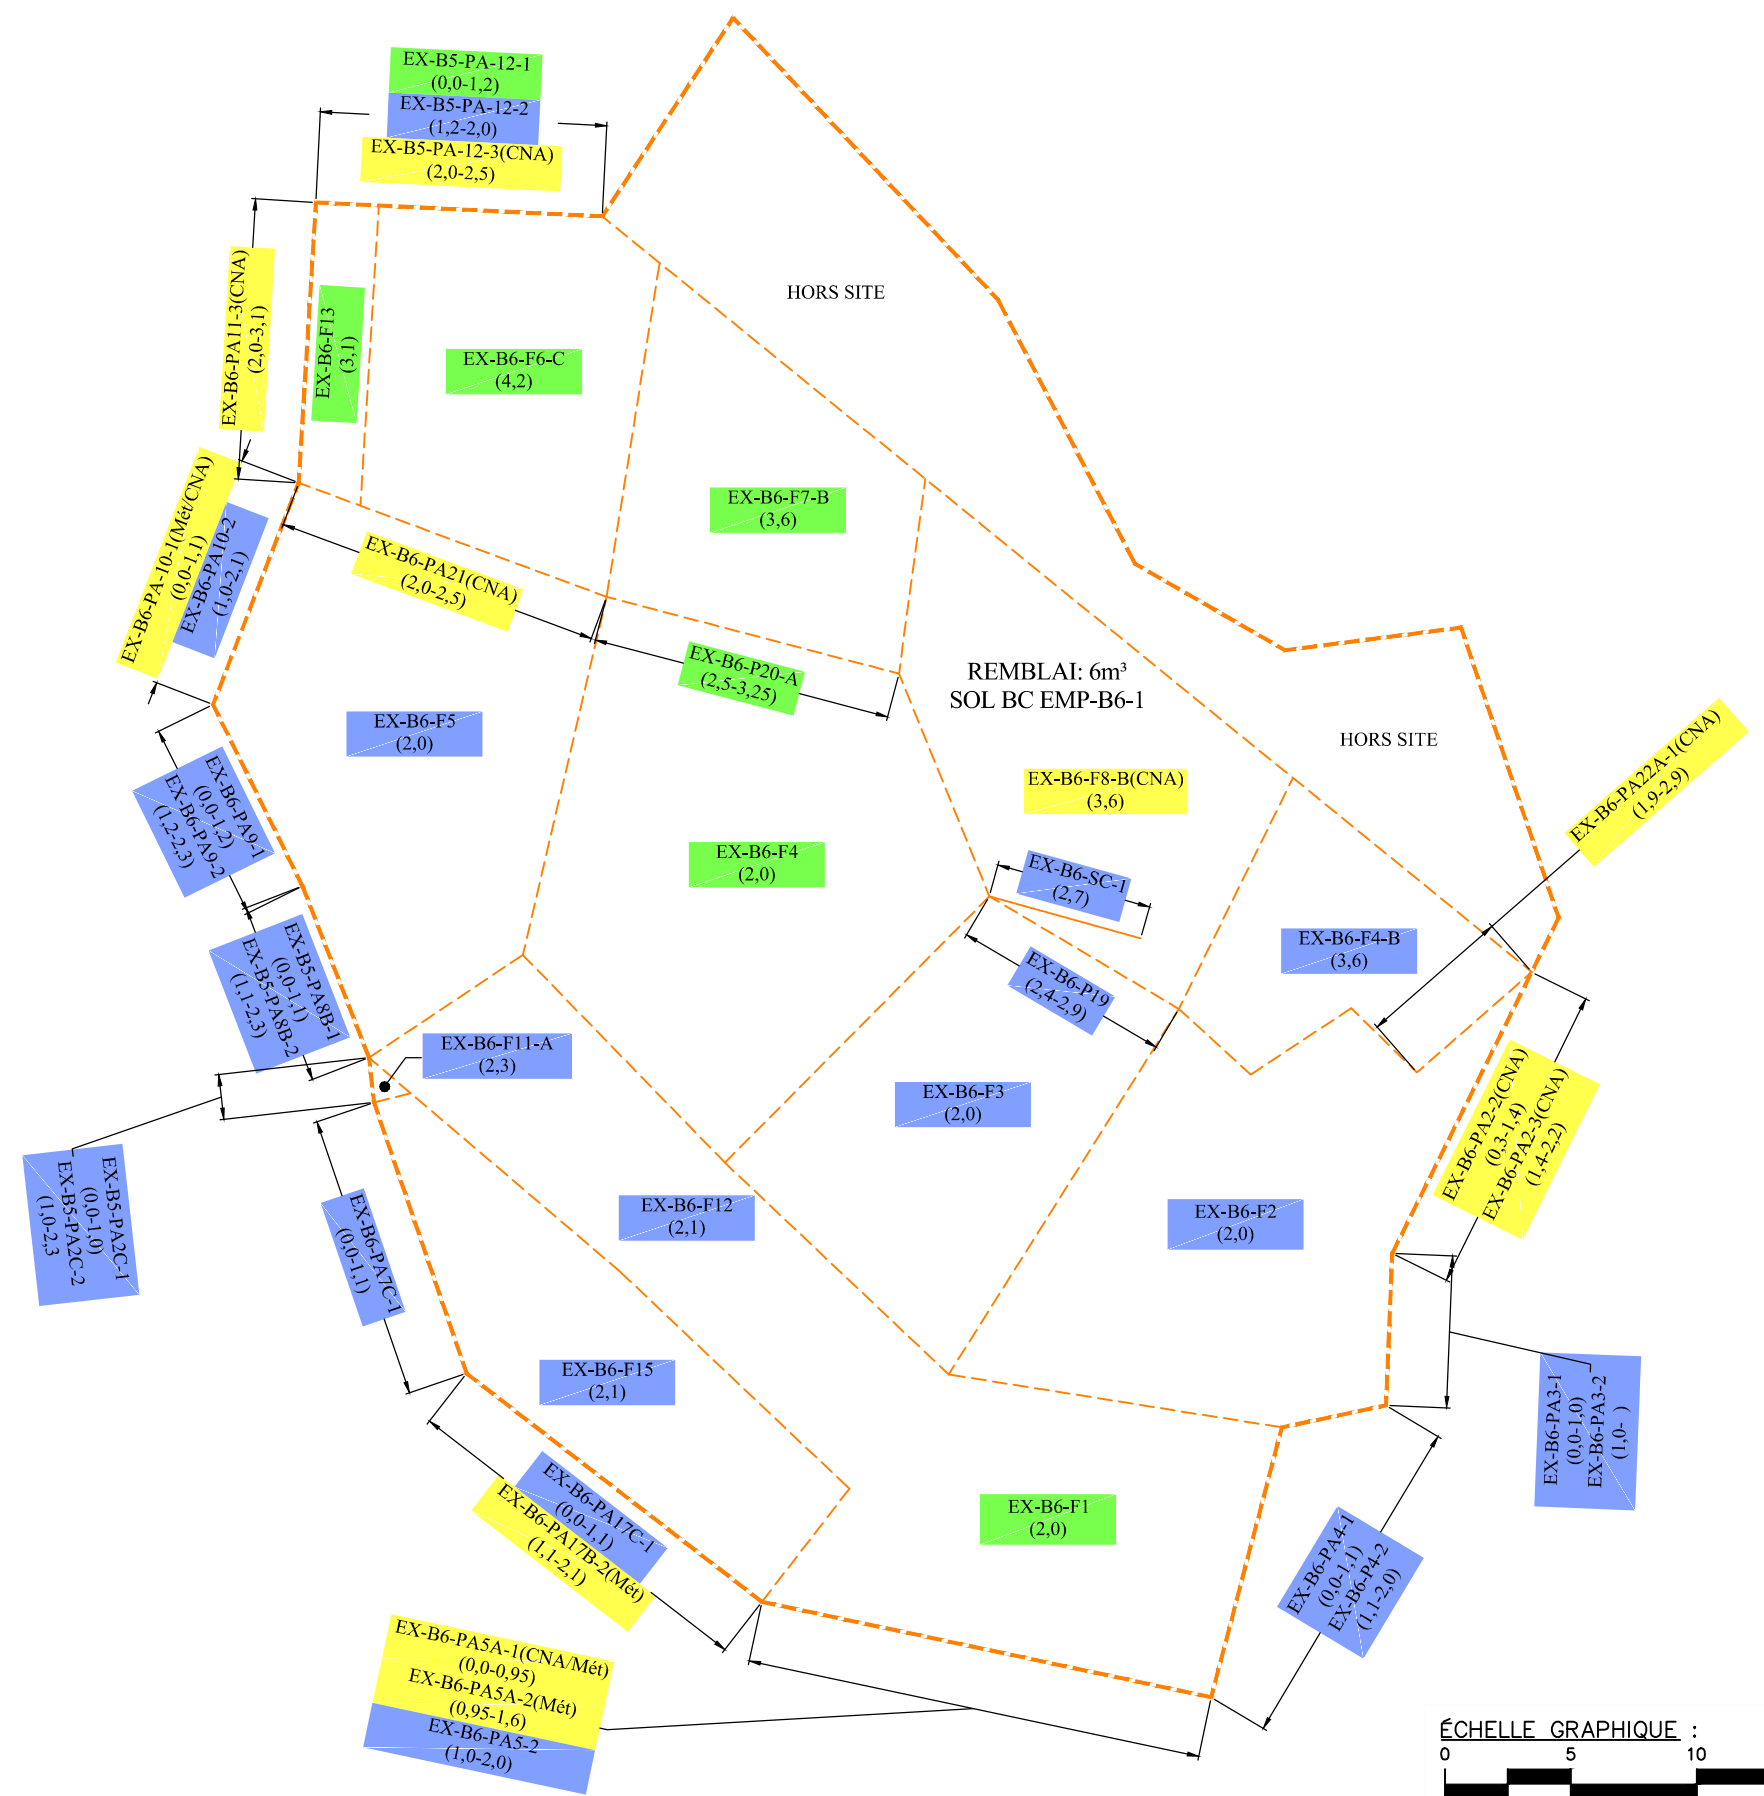 EX-B5-PA-12-1
(0,0-1,2)
EX-B5-PA-12-2
(1,2-2,0)
EX-B5-PA-12-3(CNA)
(2,0-2,5)
HORS SITE
EX-B6-PA11-3(CNA)
(2,0-3,1)
EX-B6-F13
(3,1)
EX-B6-F6-C
(4,2)
EX-B6-F7-B
(3,6)
EX-B6-PA-10-1(Mét/CNA)
(0,0-1,1)
EX-B6-PA10-2
(1,0-2,1)
EX-B6-PA21(CNA)
(2,0-2,5)
EX-B6-P20-A
(2,5-3,25)
REMBLAI: 6m³
SOL BC EMP-B6-1
EX-B6-F5
(2,0)
HORS SITE
EX-B6-PA22A-1(CNA)
(1,9-2,9)
EX-B6-F8-B(CNA)
(3,6)
EX-B6-PA9-1
(0,0-1,2)
EX-B6-PA9-2
(1,2-2,3)
EX-B6-F4
(2,0)
EX-B6-SC-1
(2,7)
EX-B6-F4-B
(3,6)
EX-B5-PA8B-1
(0,0-1,1)
EX-B5-PA8B-2
(1,1-2,3)
EX-B6-P19
(2,4-2,9)
EX-B6-F11-A
(2,3)
EX-B6-F3
(2,0)
EX-B6-PA2-2(CNA)
(0,3-1,4)
EX-B6-PA2-3(CNA)
(1,4-2,2)
EX-B5-PA2C-1
(0,0-1,0)
EX-B5-PA2C-2
(1,0-2,3
EX-B6-PA7C-1
(0,0-1,1)
EX-B6-F12
(2,1)
EX-B6-F2
(2,0)
EX-B6-F15
(2,1)
EX-B6-PA3-1
(0,0-1,0)
EX-B6-PA3-2
(1,0- )
EX-B6-PA17C-1
(0,0-1,1)
EX-B6-PA17B-2(Mét)
(1,1-2,1)
EX-B6-F1
(2,0)
EX-B6-PA4-1
(0,0-1,1)
EX-B6-P4-2
(1,1-2,0)
EX-B6-PA5A-1(CNA/Mét)
(0,0-0,95)
EX-B6-PA5A-2(Mét)
(0,95-1,6)
EX-B6-PA5-2
(1,0-2,0)
ÉCHELLE GRAPHIQUE :
0 5 10